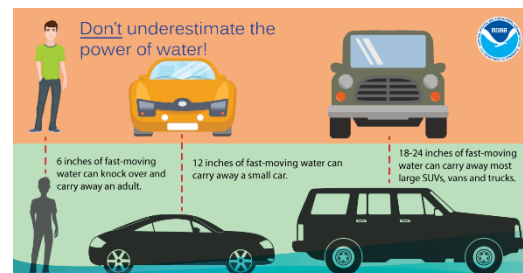 Don't underestimate the
power of water!
NOAA
6 inches of fast-moving
water can knock over and
carry away an adult.
12 inches of fast-moving water can
carry away a small car.
18-24 inches of fast-moving
water can carry away most
large SUVs, vans and trucks.